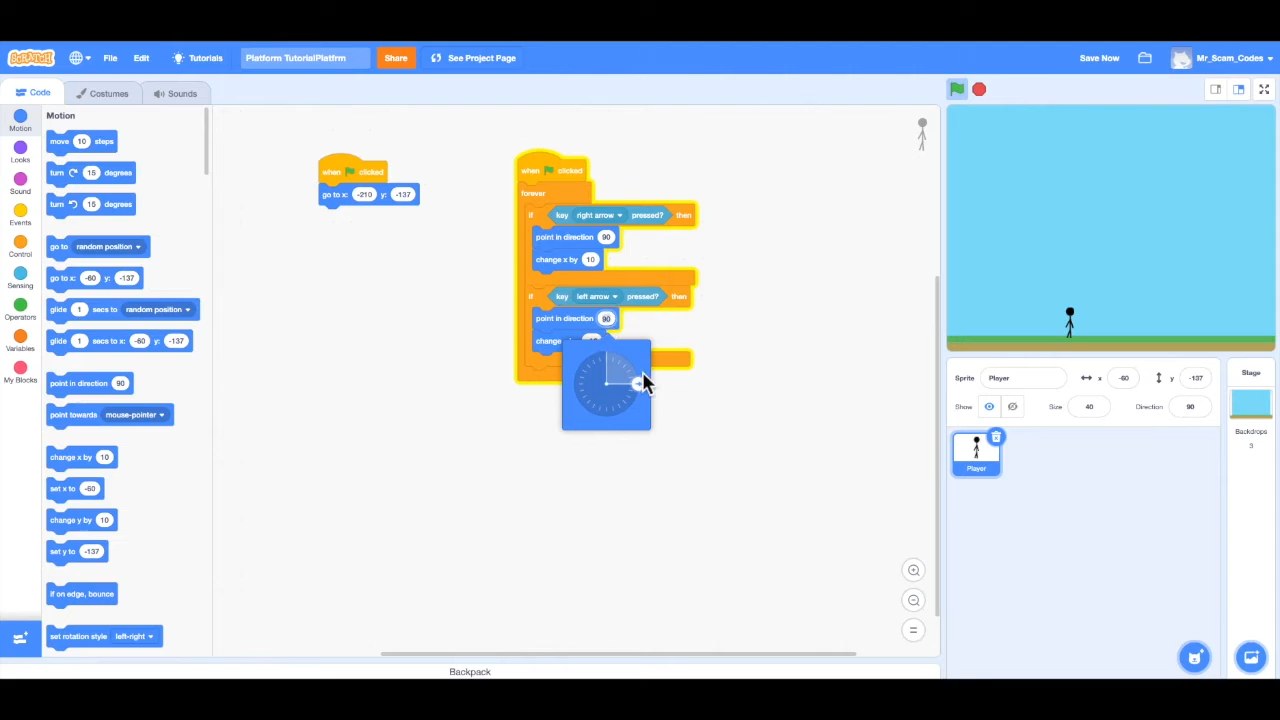 SCRATCH
File
Edit
Tutorials
Platform TutorialPlatfrm
Share
See Project Page
Save Now
Mr_Scam_Codes
Code
Costumes
Sounds
Motion
Looks
Sound
Events
Control
Sensing
Operators
Variables
My Blocks
Motion
move 10 steps
turn 15 degrees
turn 15 degrees
go to random position
go to x: -60 y: -137
glide 1 secs to random position
glide 1 secs to x: -60 y: -137
point in direction 90
point towards mouse-pointer
change x by 10
set x to -60
change y by 10
set y to -137
if on edge, bounce
set rotation style left-right
when clicked
go to x: -210 y: -137
when clicked
forever
if key right arrow pressed? then
point in direction 90
change x by 10
if key left arrow pressed? then
point in direction 90
Backpack
Sprite Player x -60 y -137
Show Size 40 Direction 90
Player
Stage
Backdrops
3